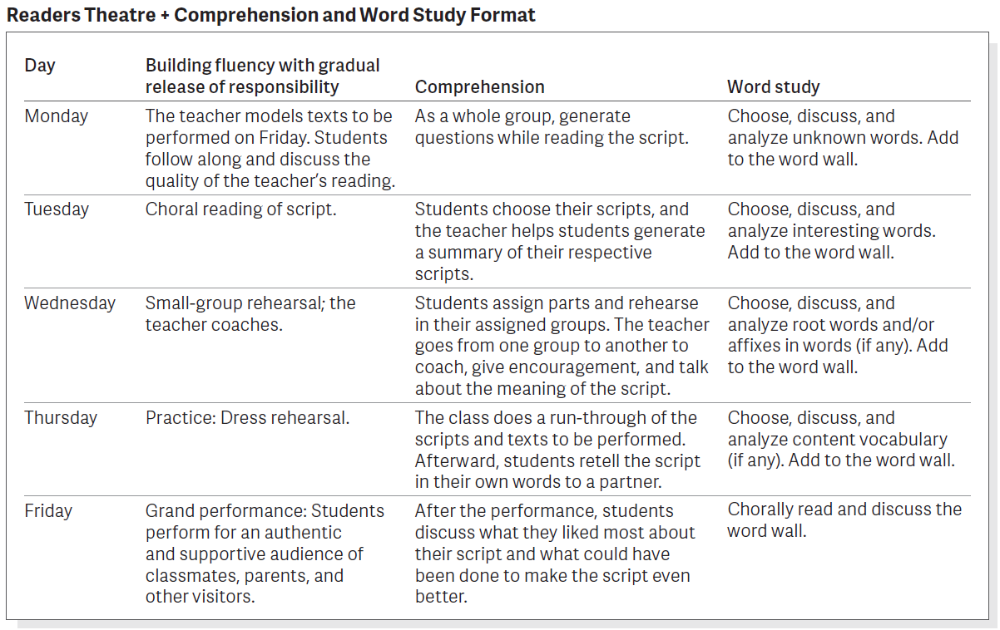 Readers Theatre + Comprehension and Word Study Format
Day
Building fluency with gradual
release of responsibility
Comprehension
Word study
Monday
The teacher models texts to be
performed on Friday. Students
follow along and discuss the
quality of the teacher’s reading.
As a whole group, generate
questions while reading the script.
Choose, discuss, and
analyze unknown words. Add
to the word wall.
Tuesday
Choral reading of script.
Students choose their scripts, and
the teacher helps students generate
a summary of their respective
scripts.
Choose, discuss, and
analyze interesting words.
Add to the word wall.
Wednesday
Small-group rehearsal; the
teacher coaches.
Students assign parts and rehearse
in their assigned groups. The teacher
goes from one group to another to
coach, give encouragement, and talk
about the meaning of the script.
Choose, discuss, and
analyze root words and/or
affixes in words (if any). Add
to the word wall.
Thursday
Practice: Dress rehearsal.
The class does a run-through of the
scripts and texts to be performed.
Afterward, students retell the script
in their own words to a partner.
Choose, discuss, and
analyze content vocabulary
(if any). Add to the word wall.
Friday
Grand performance: Students
perform for an authentic
and supportive audience of
classmates, parents, and
other visitors.
After the performance, students
discuss what they liked most about
their script and what could have
been done to make the script even
better.
Chorally read and discuss the
word wall.